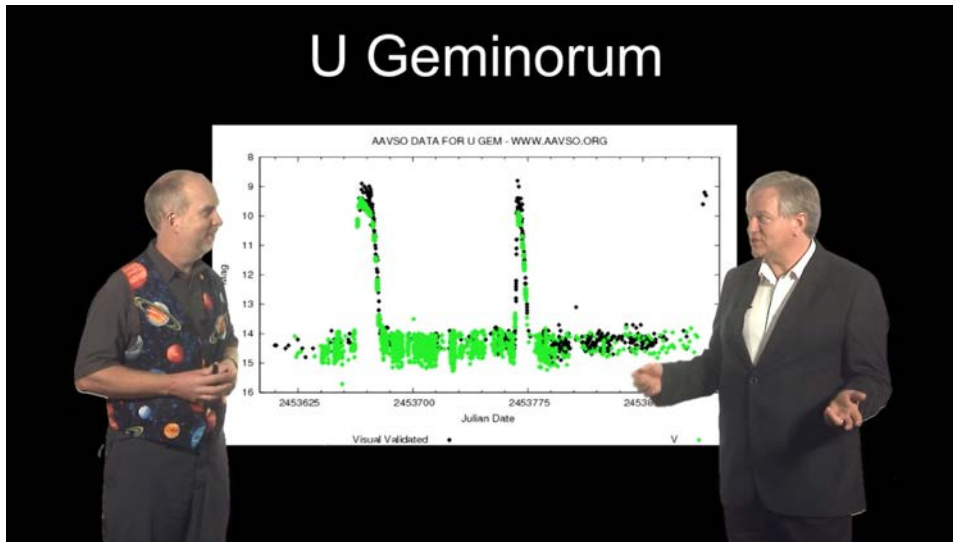 U Geminorum
AAVSO DATA FOR U GEM - WWW.AAVSO.ORG
8
9
10
11
12
13
14
15
16
Mag
2453625
2453700
2453775
Julian Date
Visual Validated
V